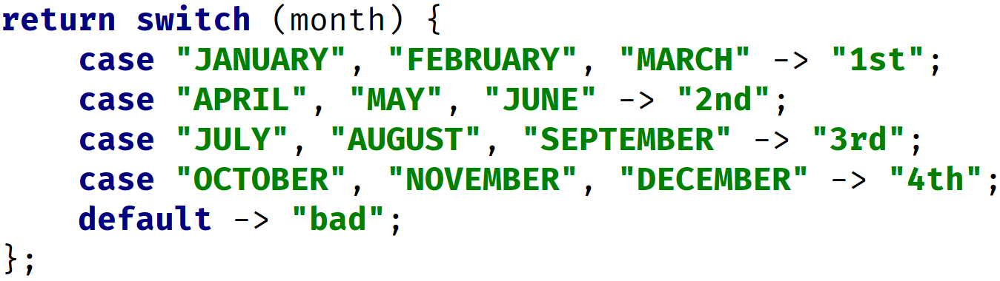 return switch (month) {
    case "JANUARY", "FEBRUARY", "MARCH" -> "1st";
    case "APRIL", "MAY", "JUNE" -> "2nd";
    case "JULY", "AUGUST", "SEPTEMBER" -> "3rd";
    case "OCTOBER", "NOVEMBER", "DECEMBER" -> "4th";
    default -> "bad";
};